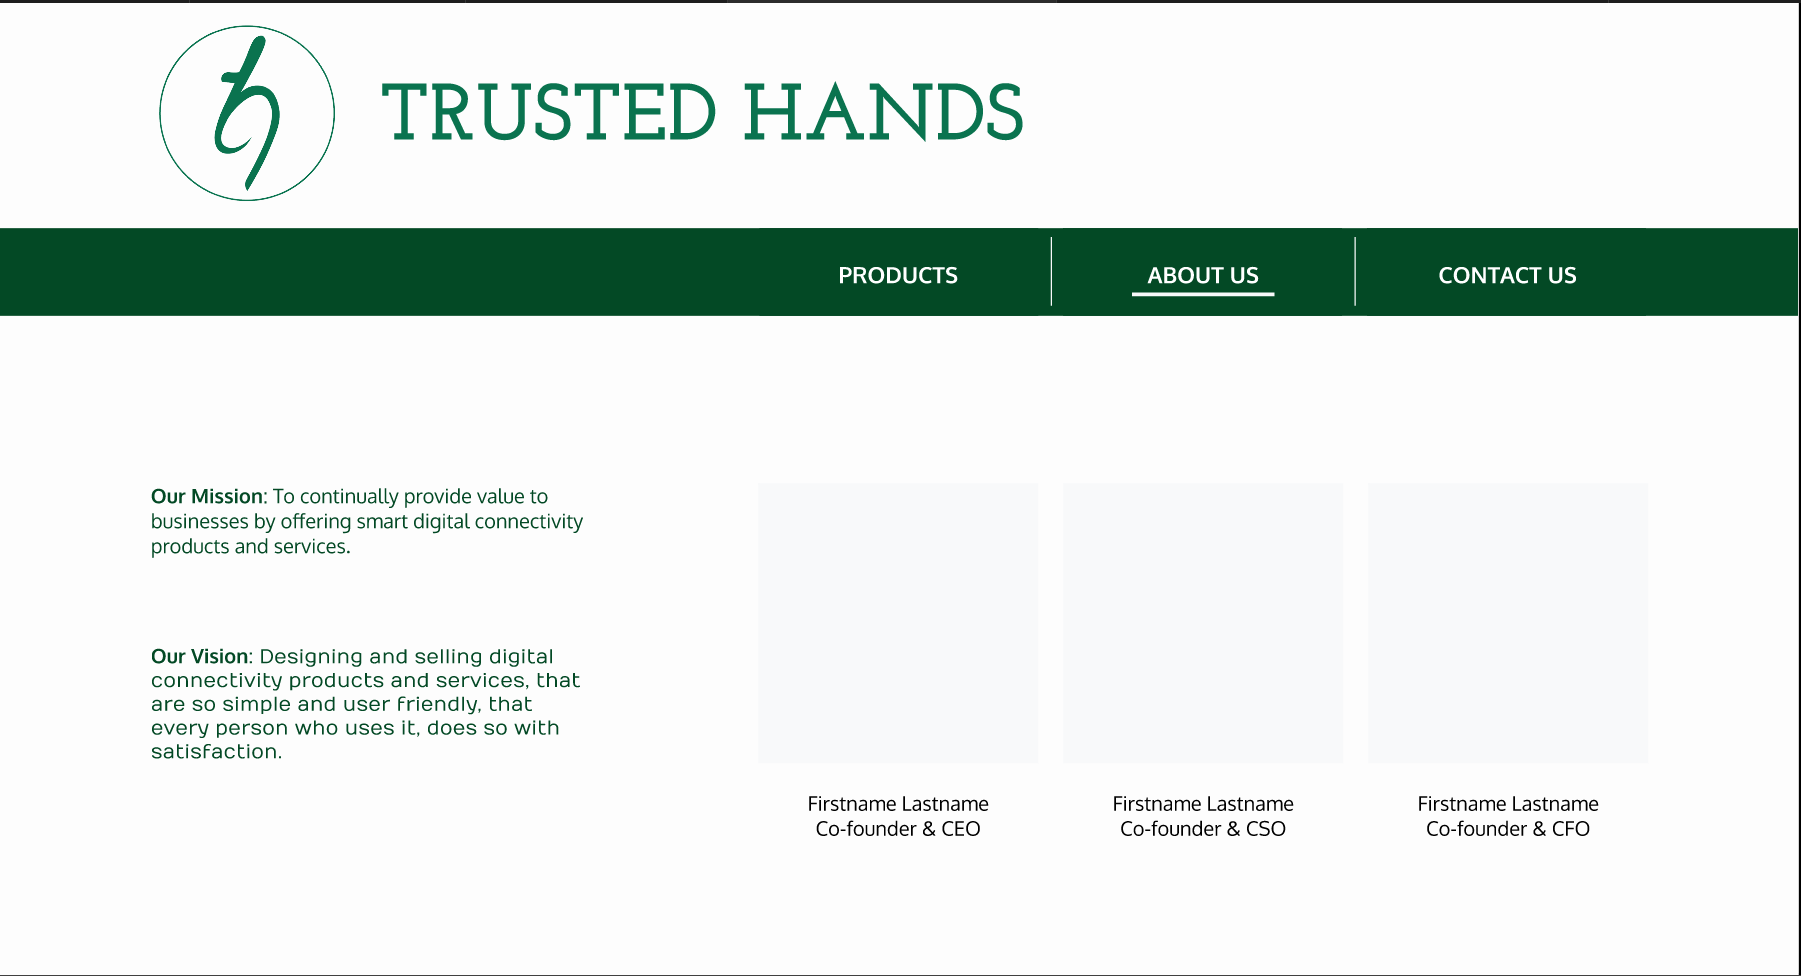 TRUSTED HANDS
PRODUCTS
ABOUT US
CONTACT US
Our Mission: To continually provide value to
businesses by offering smart digital connectivity
products and services.
Our Vision: Designing and selling digital
connectivity products and services, that
are so simple and user friendly, that
every person who uses it, does so with
satisfaction.
Firstname Lastname
Co-founder & CEO
Firstname Lastname
Co-founder & CSO
Firstname Lastname
Co-founder & CFO